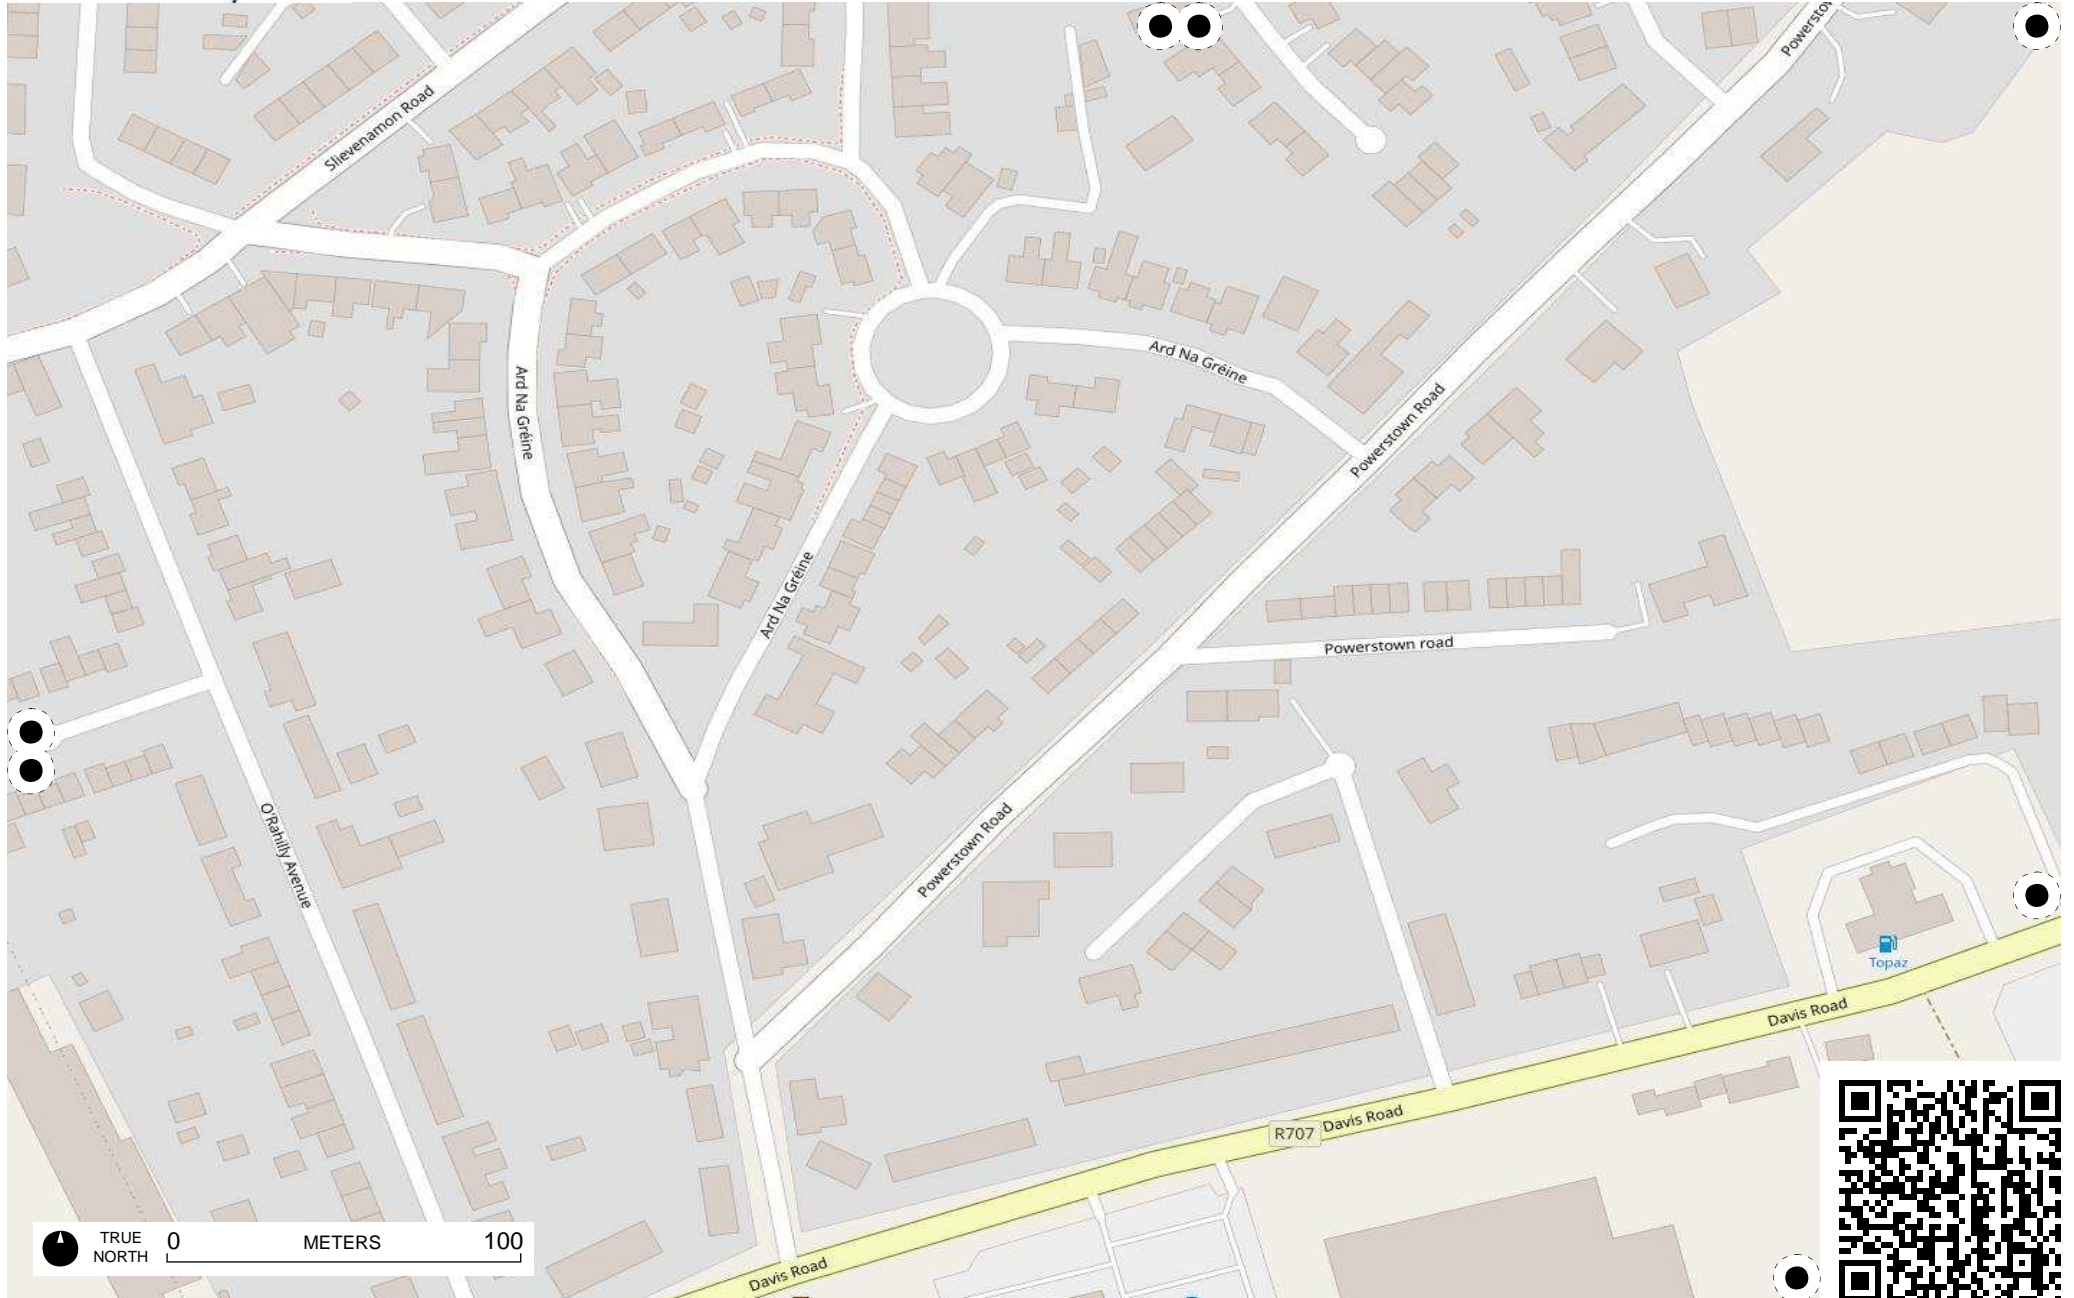 Powerstow
Slievenamon Road
Ard Na Gréine
Ard Na Gréine
Powerstown Road
Ard Na Gréine
Powerstown road
O'Rahilly Avenue
Powerstown Road
Topaz
Davis Road
R707
Davis Road
Davis Road
TRUE
NORTH
0 METERS 100